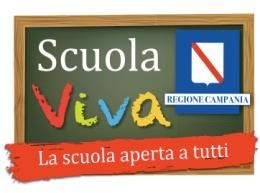 Scuola
Viva
REGIONE CAMPANIA
La scuola aperta a tutti